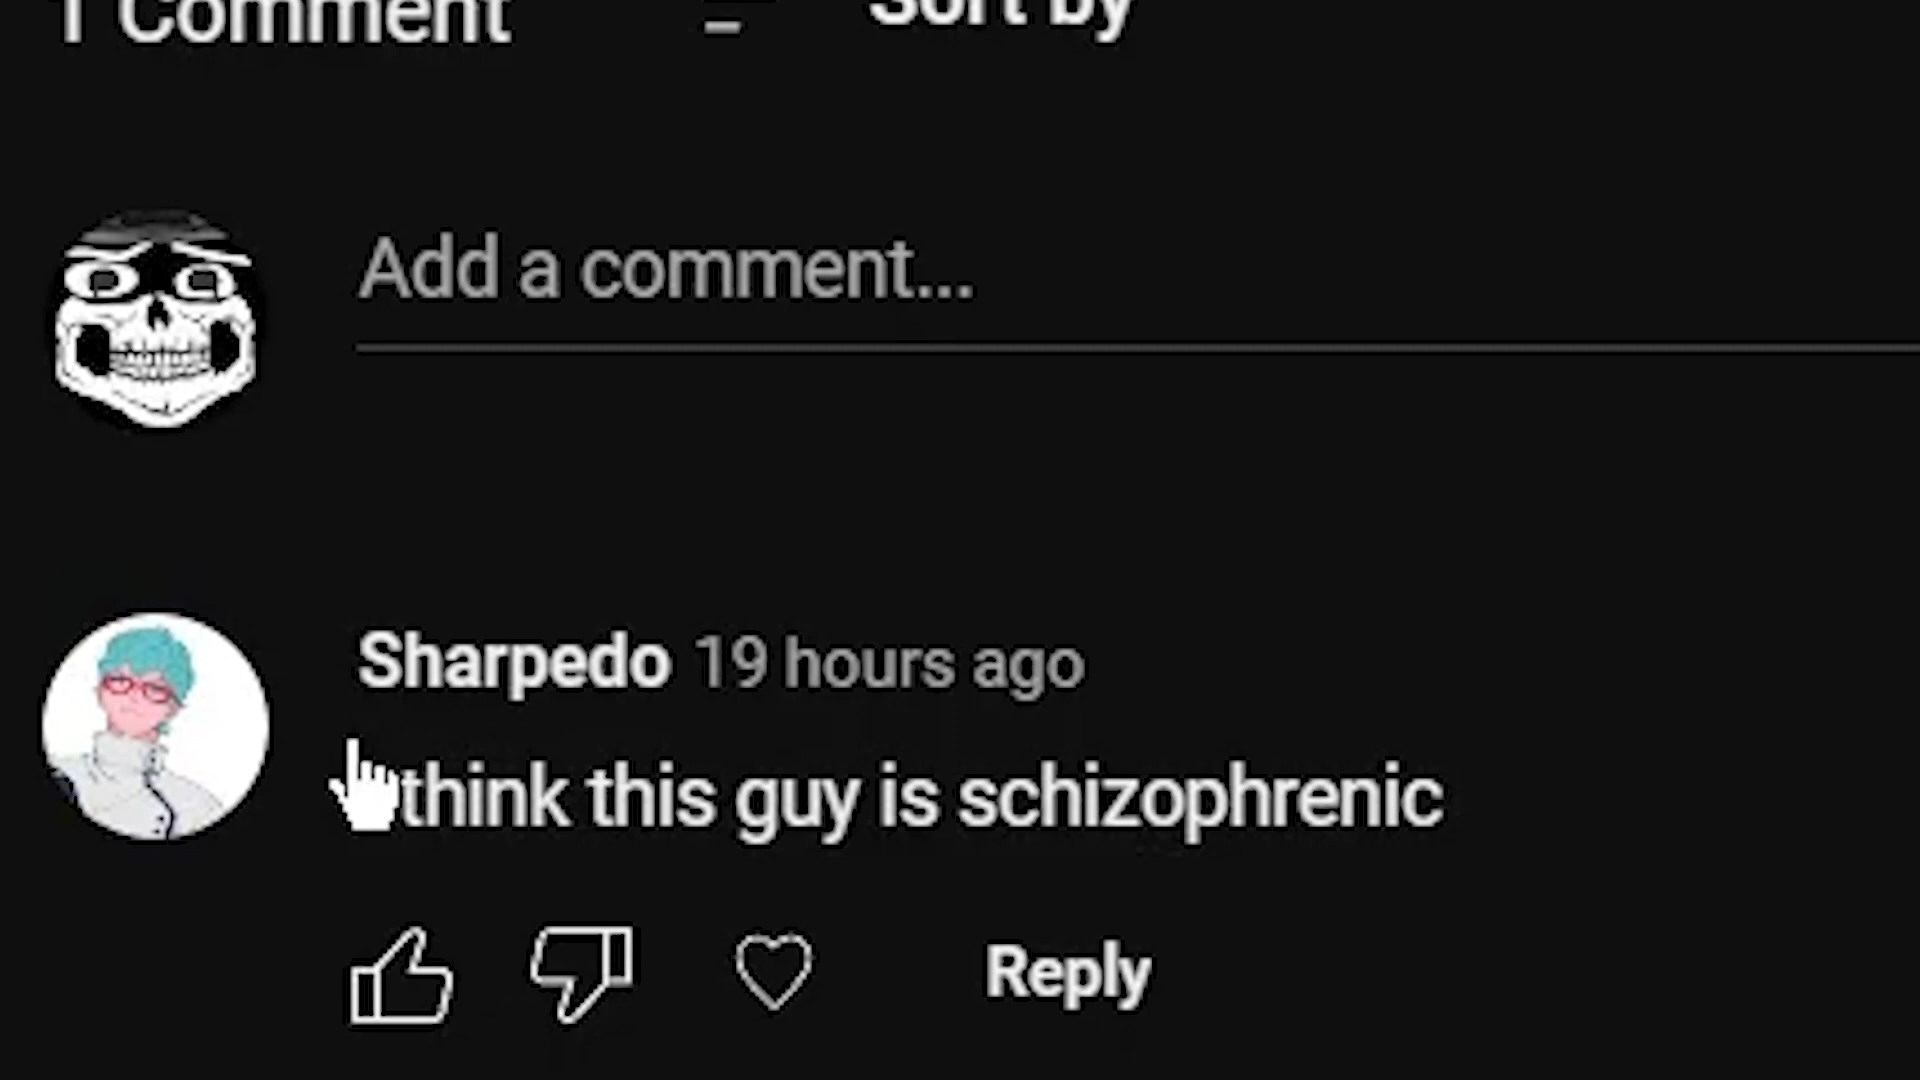 1 Comment
Sort by
Add a comment...
Sharpedo 19 hours ago
think this guy is schizophrenic
Reply